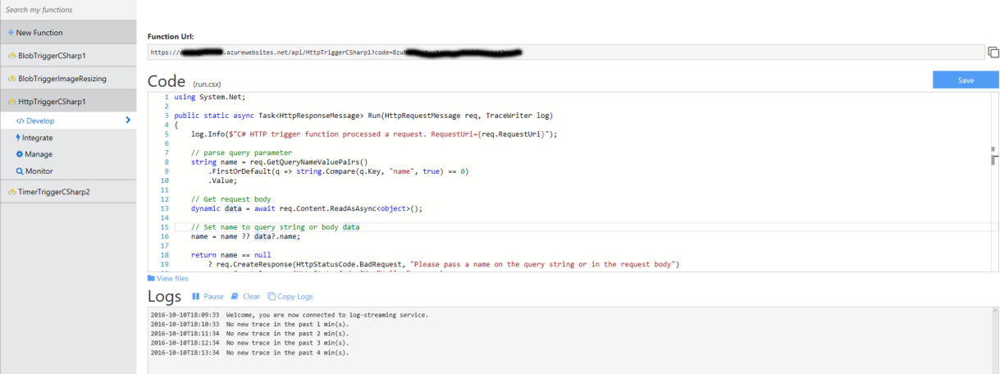 Search my functions
+ New Function
BlobTriggerCSharp1
BlobTriggerImageResizing
HttpTriggerCSharp1
</> Develop
Integrate
Manage
Monitor
TimerTriggerCSharp2
Function Url:
https:// .azurewebsites.net/api/HttpTriggerCSharp1?code=8zu
Code (run.csx)
Save
1 using System.Net;
2
3 public static async Task<HttpResponseMessage> Run(HttpRequestMessage req, TraceWriter log)
4 {
5 log.Info($"C# HTTP trigger function processed a request. RequestUri={req.RequestUri}");
6
7 // parse query parameter
8 string name = req.GetQueryNameValuePairs()
9 .FirstOrDefault(q => string.Compare(q.Key, "name", true) == 0)
10 .Value;
11
12 // Get request body
13 dynamic data = await req.Content.ReadAsAsync<object>();
14
15 // Set name to query string or body data
16 name = name ?? data?.name;
17
18 return name == null
19 ? req.CreateResponse(HttpStatusCode.BadRequest, "Please pass a name on the query string or in the request body")
View files
Logs Pause Clear Copy Logs
2016-10-10T18:09:33 Welcome, you are now connected to log-streaming service.
2016-10-10T18:10:33 No new trace in the past 1 min(s).
2016-10-10T18:11:34 No new trace in the past 2 min(s).
2016-10-10T18:12:34 No new trace in the past 3 min(s).
2016-10-10T18:13:34 No new trace in the past 4 min(s).